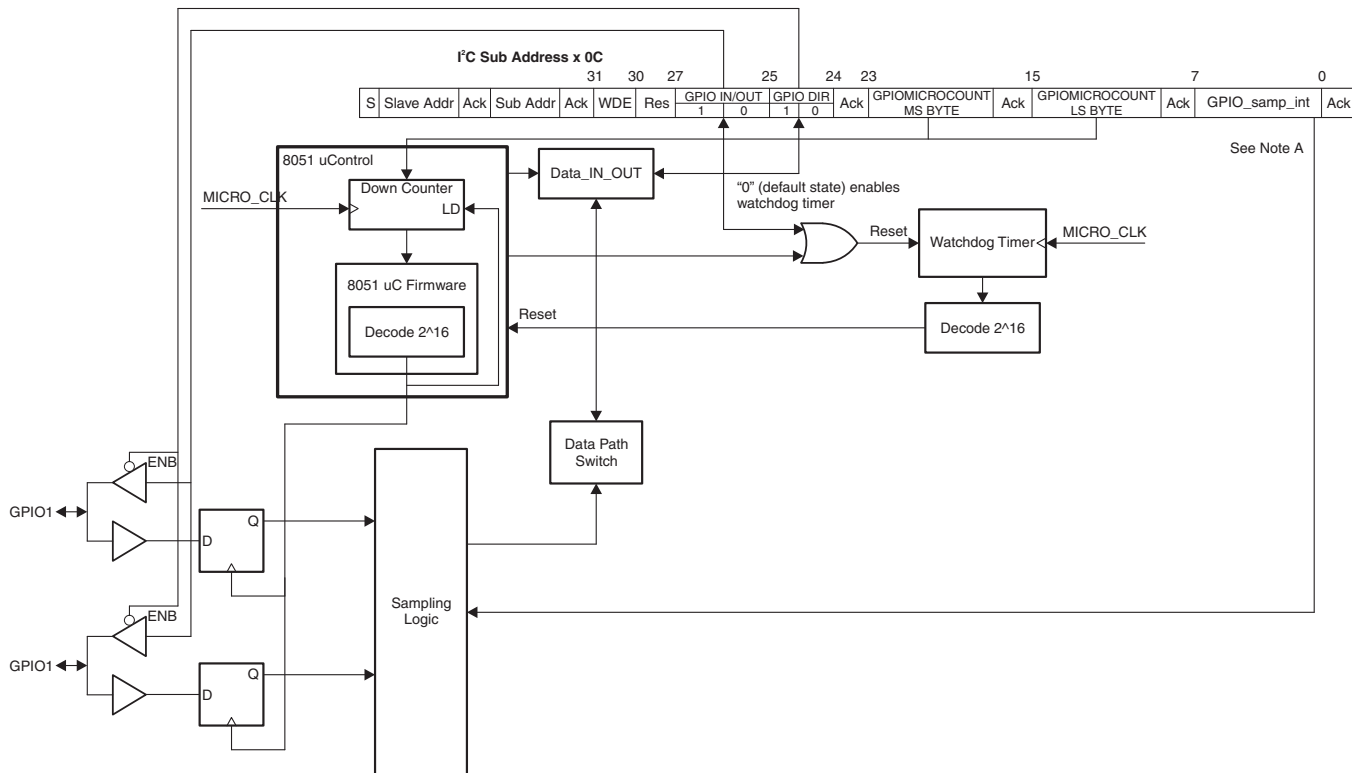 I²C Sub Address x 0C
31 30 27 25 24 23 15 7 0
S Slave Addr Ack Sub Addr Ack WDE Res GPIO IN/OUT 1 0 GPIO DIR 1 0 Ack GPIOMICROCOUNT MS BYTE Ack GPIOMICROCOUNT LS BYTE Ack GPIO_samp_int Ack
See Note A
8051 uControl
MICRO_CLK
Down Counter
LD
8051 uC Firmware
Decode 2^16
Data_IN_OUT
"0" (default state) enables
watchdog timer
Reset
Watchdog Timer
MICRO_CLK
Reset
Decode 2^16
Data Path
Switch
ENB
GPIO1
D
Q
Sampling
Logic
ENB
GPIO1
D
Q